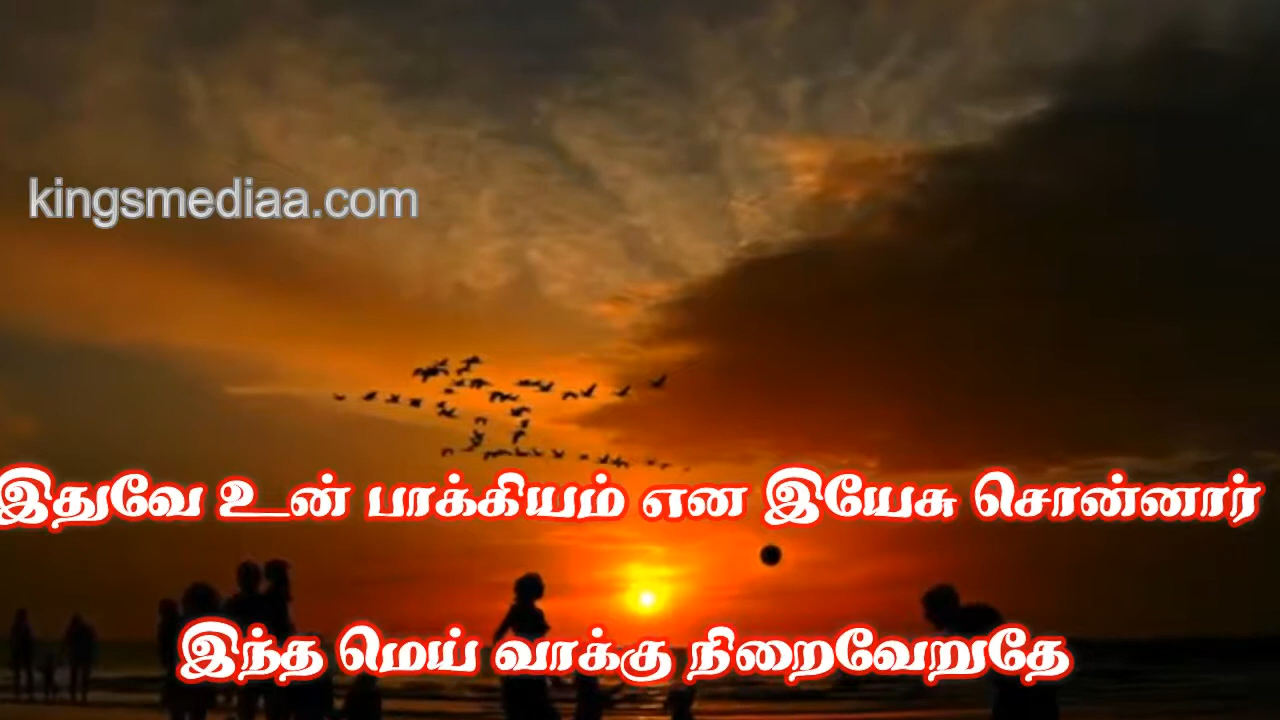 kingsmediaa.com
இதுவே உன் பாக்கியம் என இயேசு சொன்னார்
இந்த மெய் வாக்கு நிறைவேறுதே